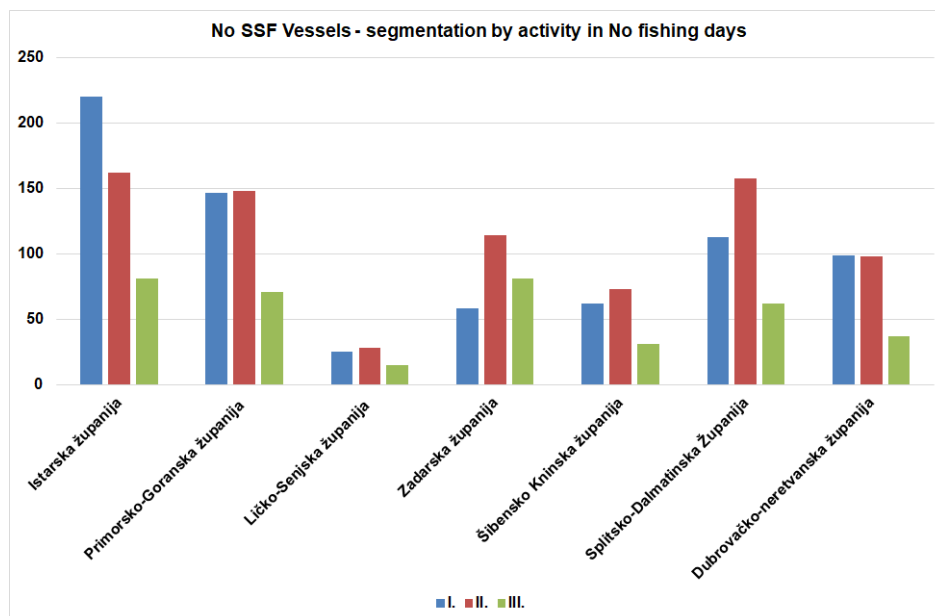 No SSF Vessels - segmentation by activity in No fishing days
250
200
150
100
50
0
Istarska županija
Primorsko-Goranska županija
Ličko-Senjska županija
Zadarska županija
Šibensko Kninska županija
Splitsko-Dalmatinska Županija
Dubrovačko-neretvanska županija
I. II. III.